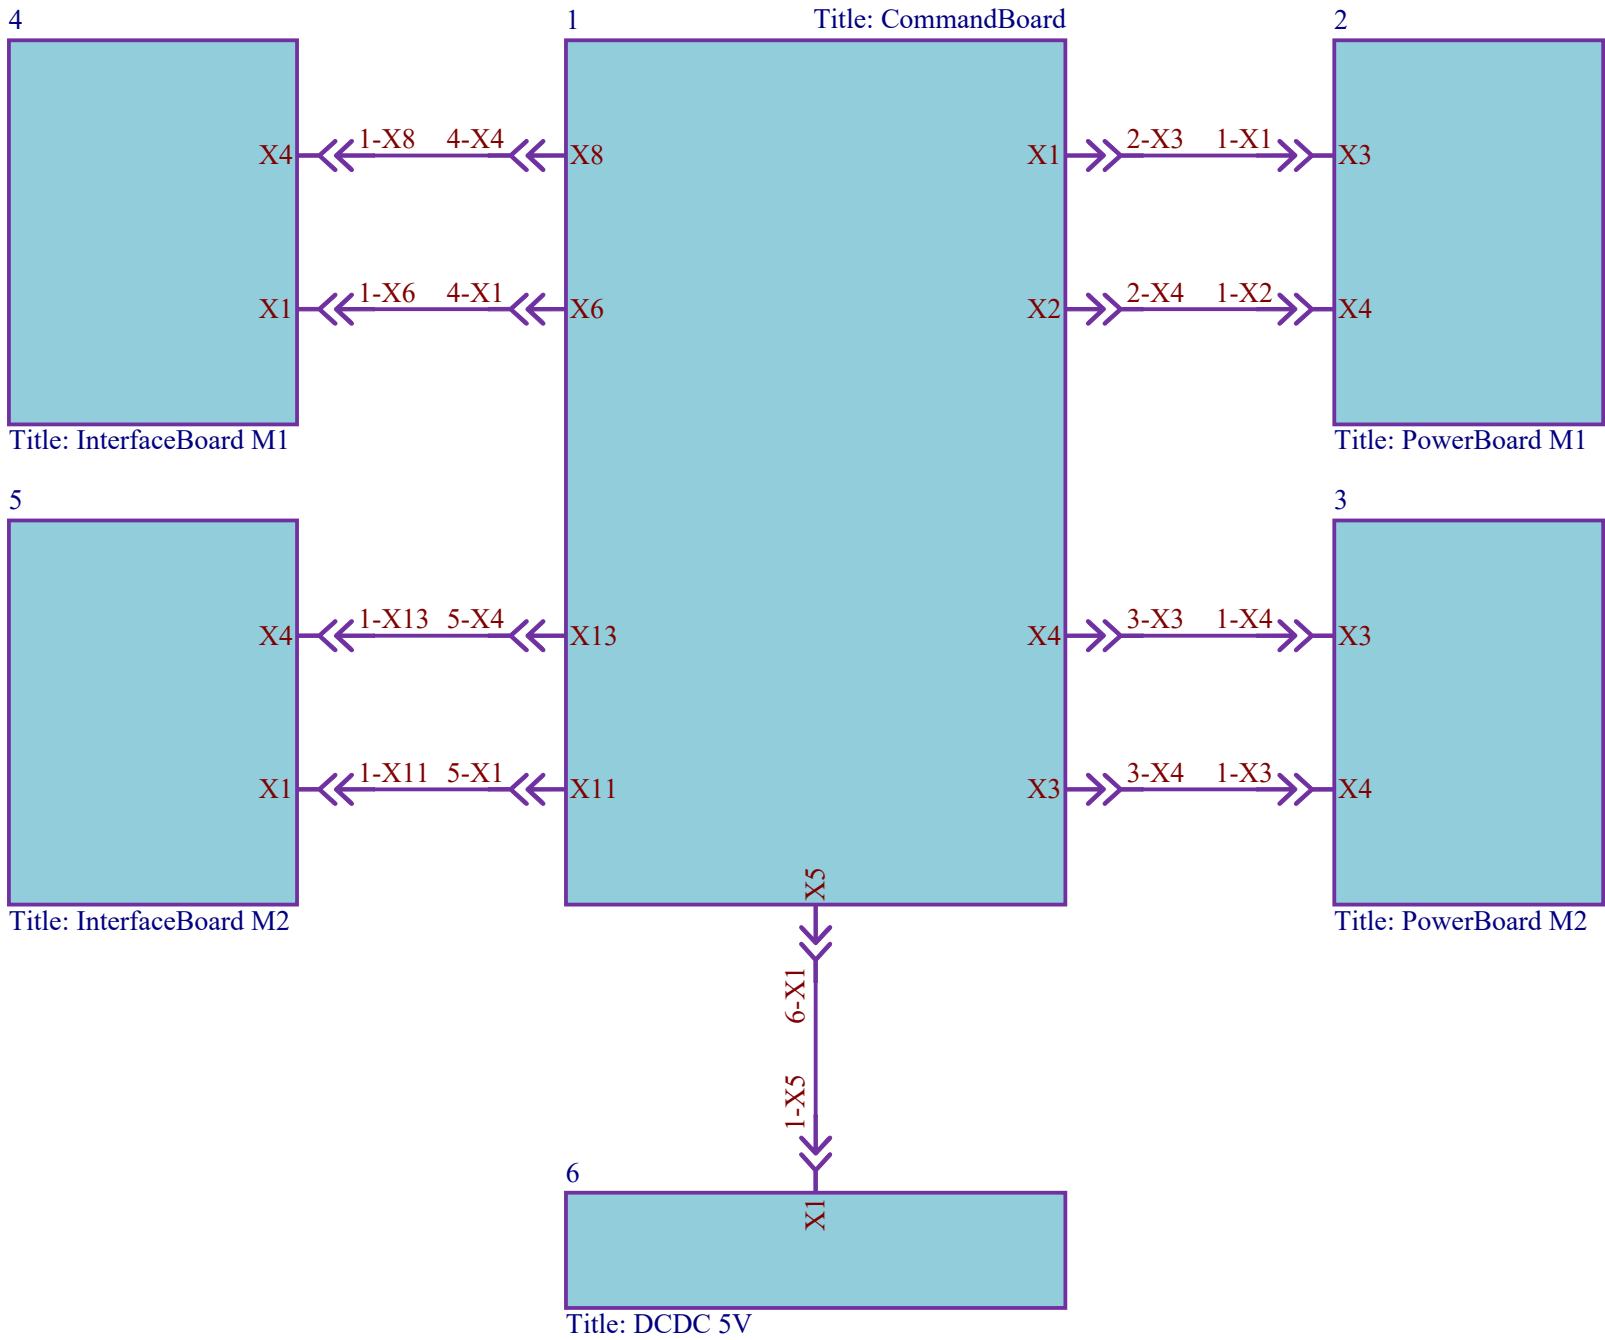 4
1
Title: CommandBoard
2
X4
1-X8
4-X4
X8
X1
2-X3
1-X1
X3
X1
1-X6
4-X1
X6
X2
2-X4
1-X2
X4
Title: InterfaceBoard M1
Title: PowerBoard M1
5
3
X4
1-X13
5-X4
X13
X4
3-X3
1-X4
X3
X1
1-X11
5-X1
X11
X3
3-X4
1-X3
X4
X5
Title: InterfaceBoard M2
Title: PowerBoard M2
6-X1
1-X5
6
X1
Title: DCDC 5V